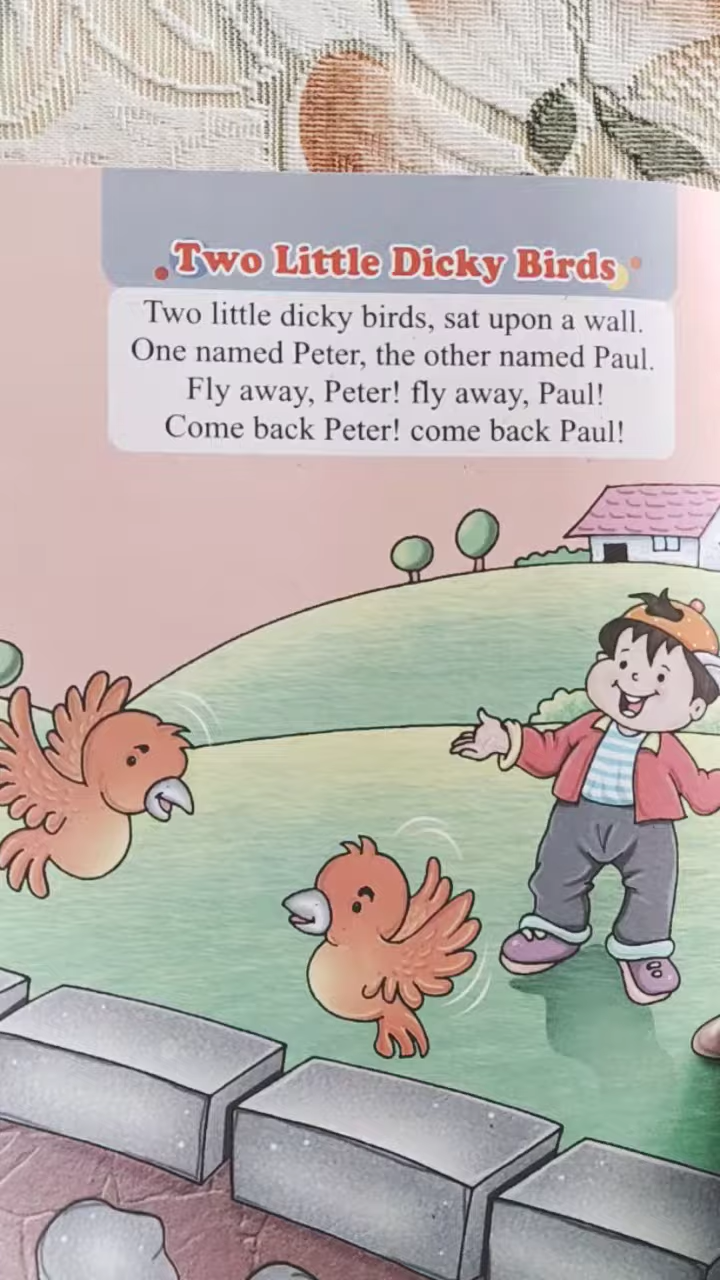 Two Little Dicky Birds
Two little dicky birds, sat upon a wall.
One named Peter, the other named Paul.
Fly away, Peter! fly away, Paul!
Come back Peter! come back Paul!